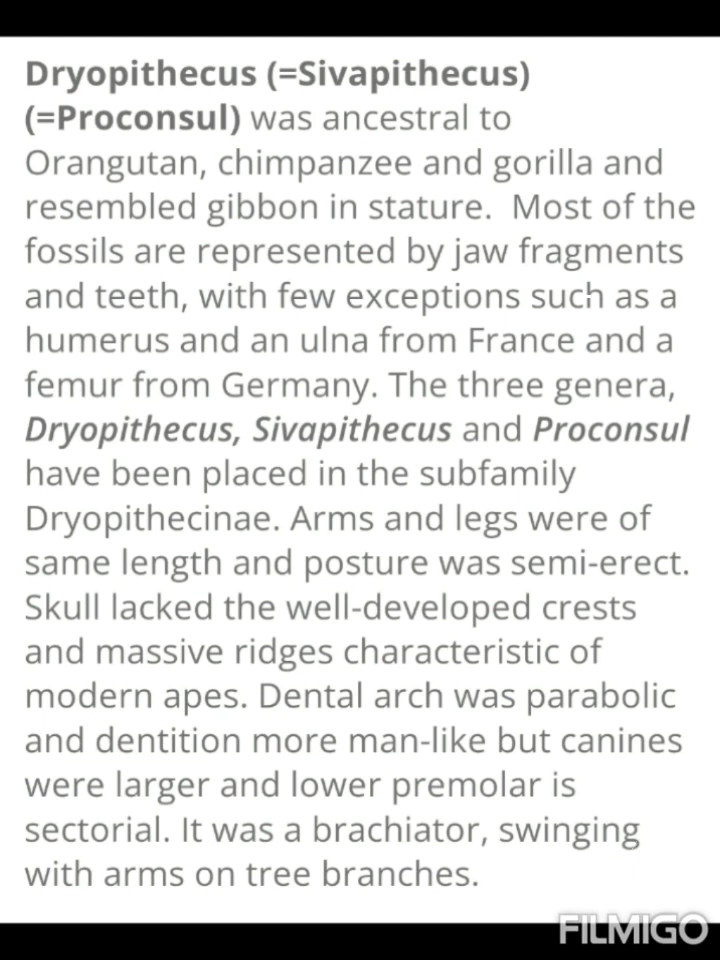 Dryopithecus (=Sivapithecus)
(=Proconsul) was ancestral to
Orangutan, chimpanzee and gorilla and
resembled gibbon in stature.  Most of the
fossils are represented by jaw fragments
and teeth, with few exceptions such as a
humerus and an ulna from France and a
femur from Germany. The three genera,
Dryopithecus, Sivapithecus and Proconsul
have been placed in the subfamily
Dryopithecinae. Arms and legs were of
same length and posture was semi-erect.
Skull lacked the well-developed crests
and massive ridges characteristic of
modern apes. Dental arch was parabolic
and dentition more man-like but canines
were larger and lower premolar is
sectorial. It was a brachiator, swinging
with arms on tree branches.
FILMIGO